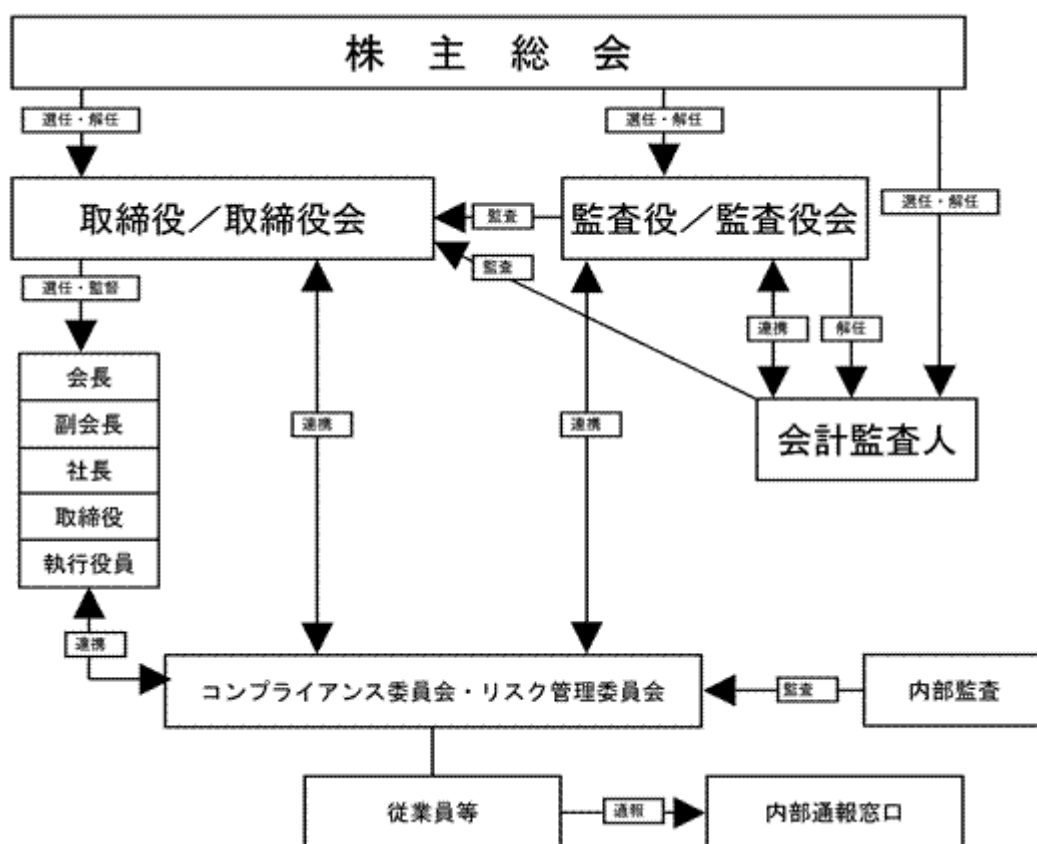 株主総会
選任・解任
選任・解任
選任・解任
取締役／取締役会
監査
監査役／監査役会
監査
選任・監督
連携
解任
会長
副会長
社長
取締役
執行役員
連携
連携
会計監査人
連携
コンプライアンス委員会・リスク管理委員会
監査
内部監査
従業員等
通報
内部通報窓口